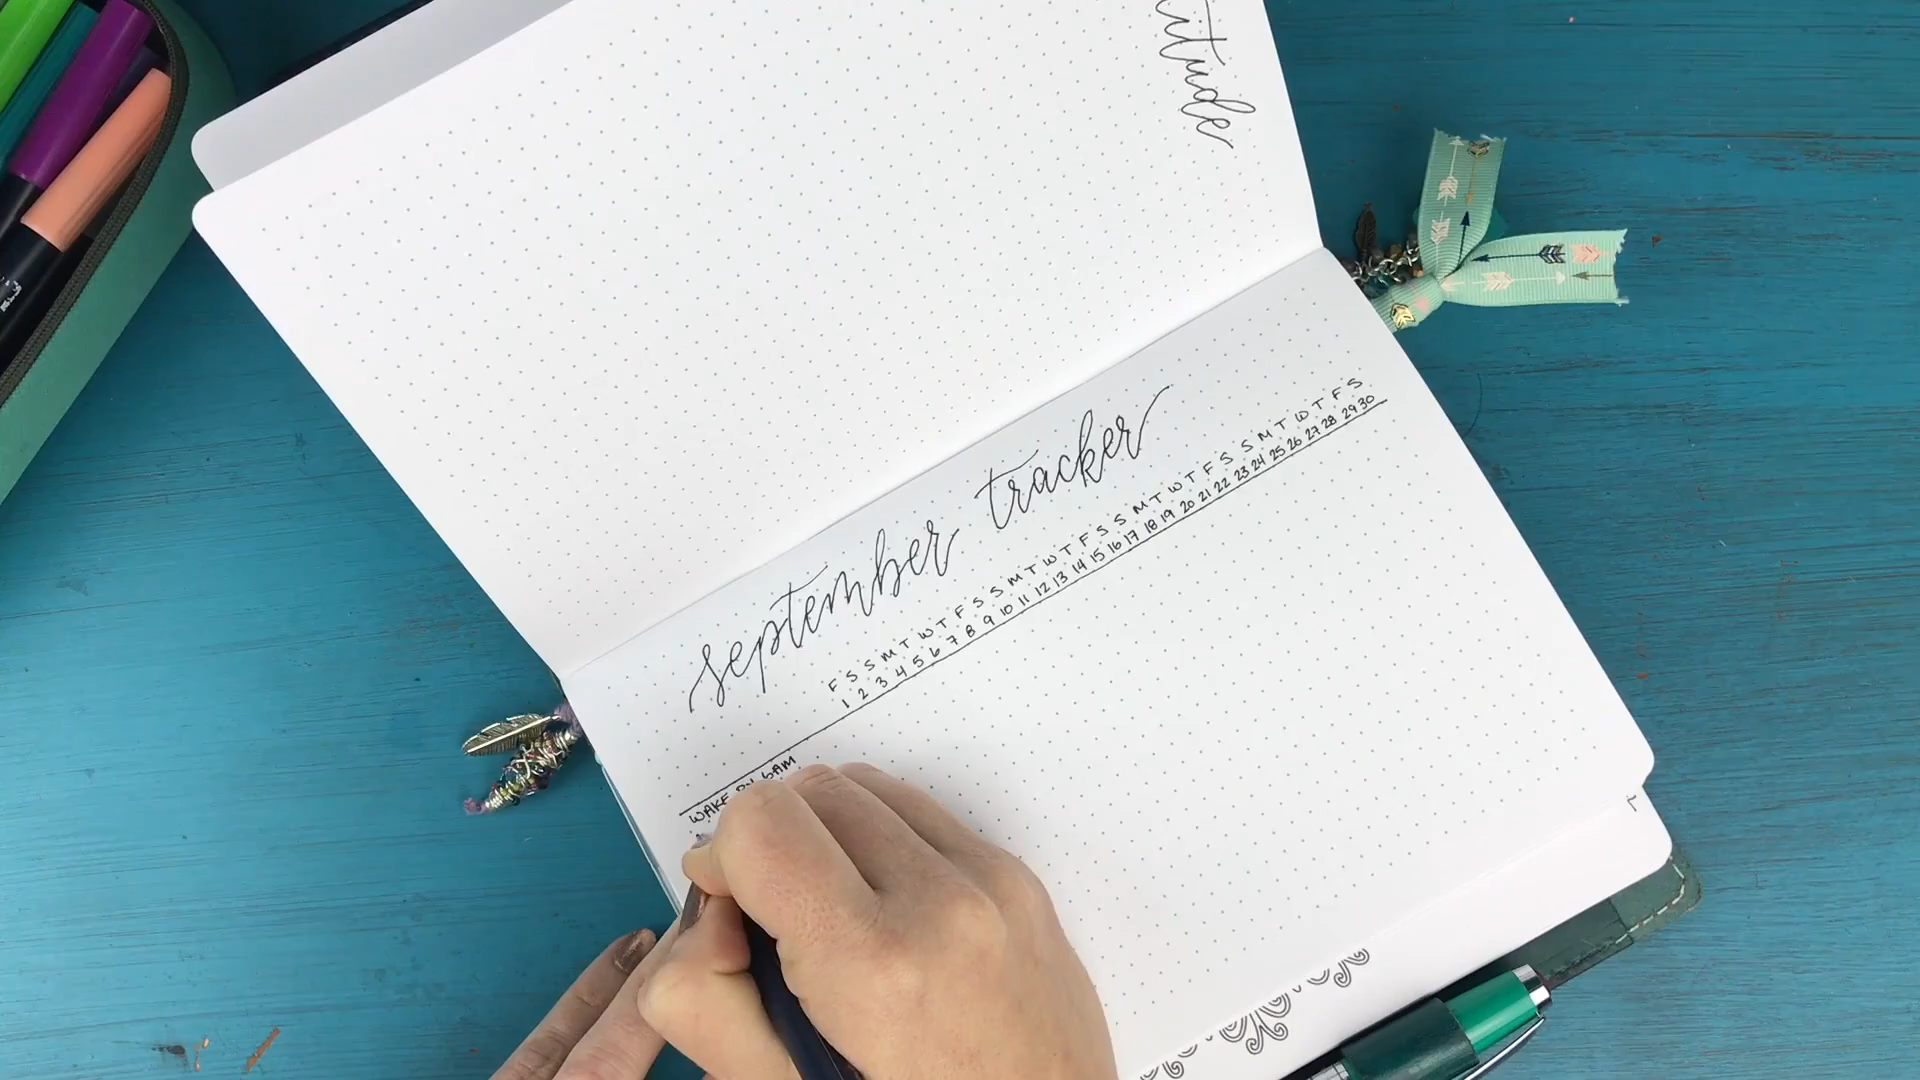 itude
september tracker
F S S M T W T F S S M T W T F S S M T W T F S S M T W T F S
1 2 3 4 5 6 7 8 9 10 11 12 13 14 15 16 17 18 19 20 21 22 23 24 25 26 27 28 29 30
WAKE BY 6AM